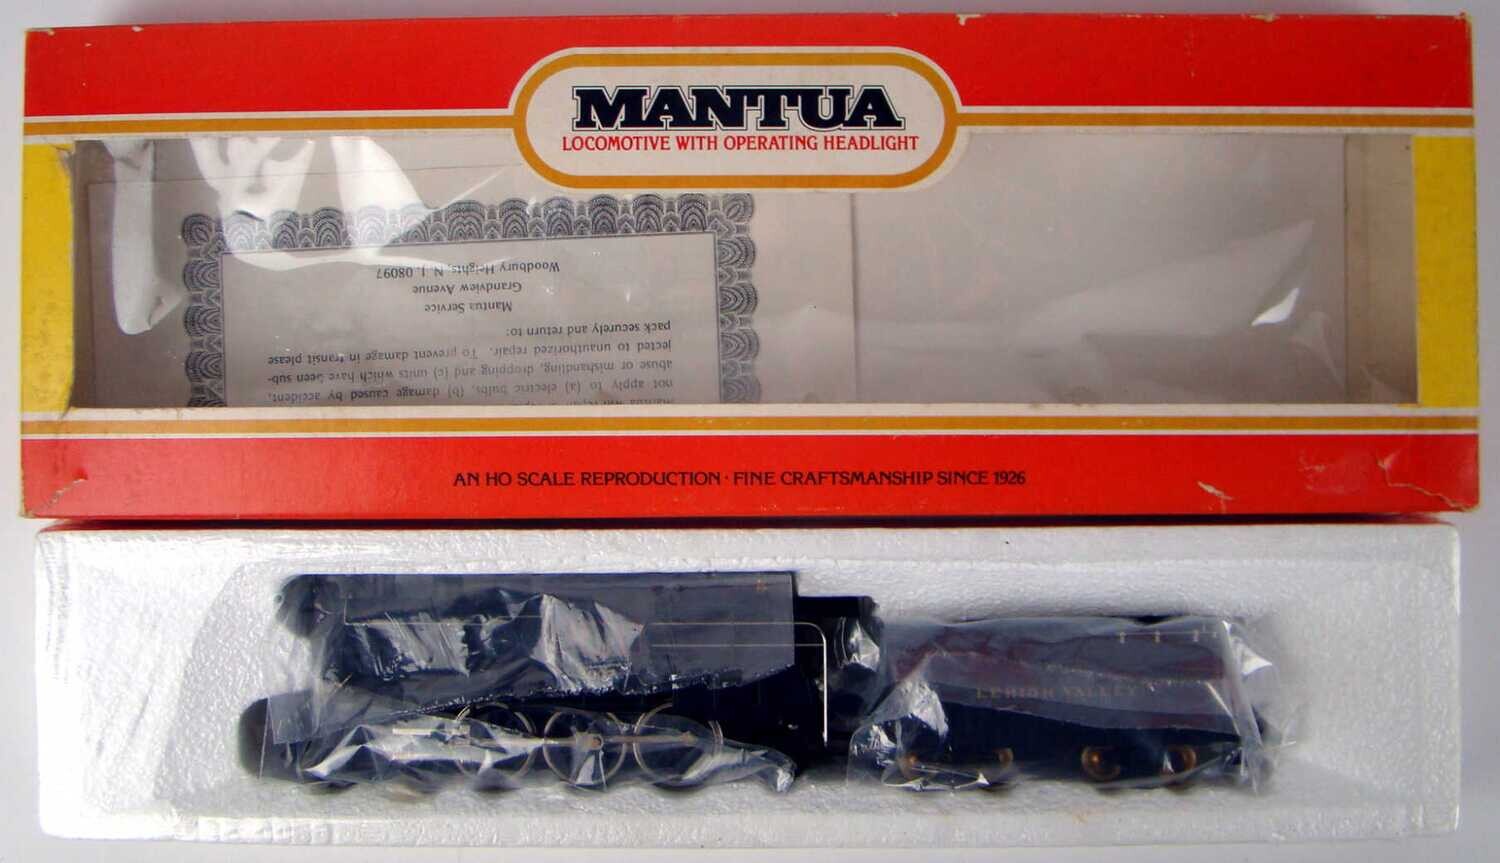 MANTUA
LOCOMOTIVE WITH OPERATING HEADLIGHT
not apply to (a) electric bulbs, (b) damage caused by accident,
abuse or mishandling, dropping and (c) units which have been sub-
jected to unauthorized repair. To prevent damage in transit please
pack securely and return to:
Mantua Service
Grandview Avenue
Woodbury Heights, N. J. 08097
AN HO SCALE REPRODUCTION · FINE CRAFTSMANSHIP SINCE 1926
LEHIGH VALLEY